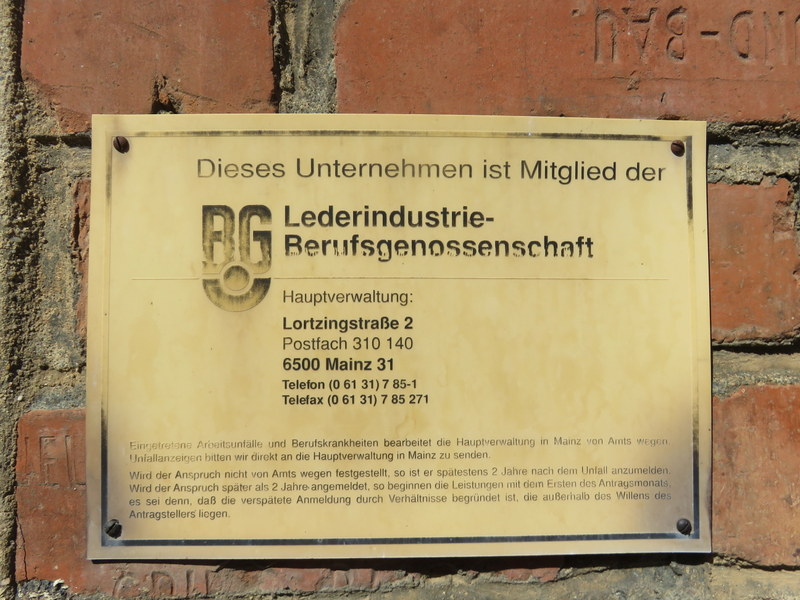 UND-BAU.
Dieses Unternehmen ist Mitglied der
BG
Lederindustrie-
Berufsgenossenschaft
Hauptverwaltung:
Lortzingstraße 2
Postfach 310 140
6500 Mainz 31
Telefon (0 61 31) 7 85-1
Telefax (0 61 31) 7 85 271
Eingetretene Arbeitsunfälle und Berufskrankheiten bearbeitet die Hauptverwaltung in Mainz von Amts wegen.
Unfallanzeigen bitten wir direkt an die Hauptverwaltung in Mainz zu senden.
Wird der Anspruch nicht von Amts wegen festgestellt, so ist er spätestens 2 Jahre nach dem Unfall anzumelden.
Wird der Anspruch später als 2 Jahre angemeldet, so beginnen die Leistungen mit dem Ersten des Antragsmonats,
es sei denn, daß die verspätete Anmeldung durch Verhältnisse begründet ist, die außerhalb des Willens des
Antragstellers liegen.